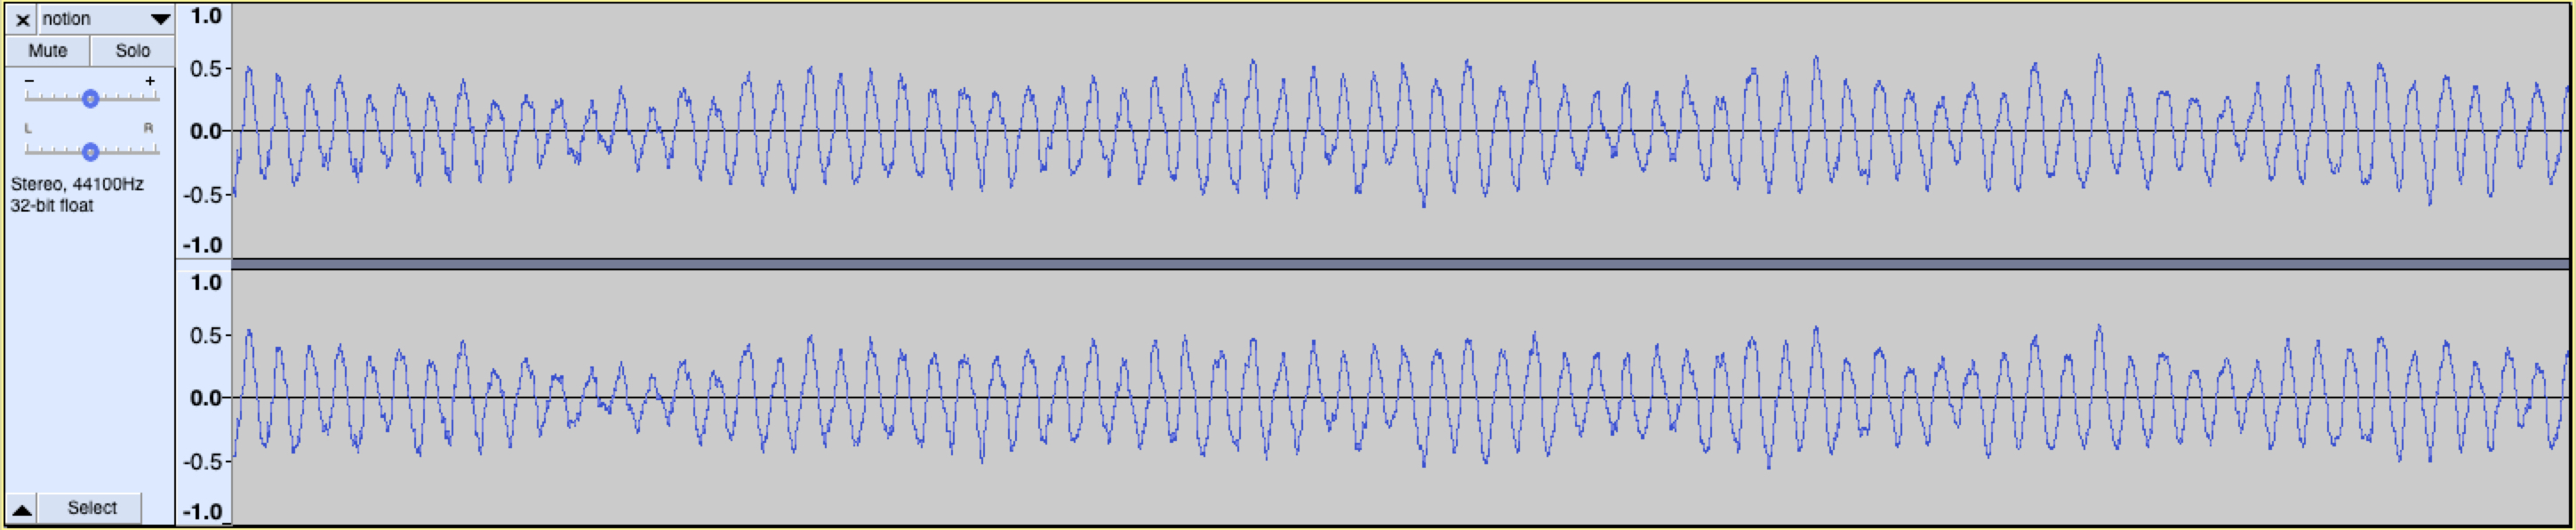 × notion ▼
Mute Solo
- +
L R
Stereo, 44100Hz
32-bit float
▲ Select
1.0
0.5
0.0
-0.5
-1.0
1.0
0.5
0.0
-0.5
-1.0